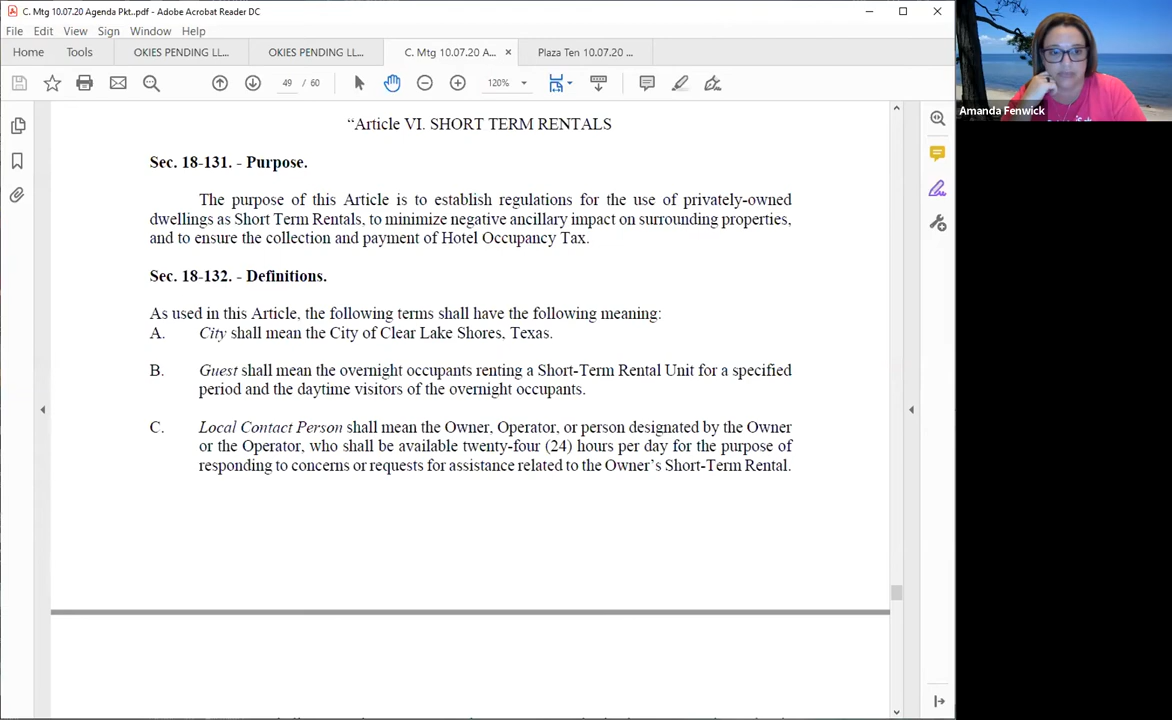 C. Mtg 10.07.20 Agenda Pkt..pdf - Adobe Acrobat Reader DC
File Edit View Sign Window Help
Home Tools OKIES PENDING LL... OKIES PENDING LL... C. Mtg 10.07.20 A... × Plaza Ten 10.07.20 ...
49 / 60 120%
Amanda Fenwick
“Article VI. SHORT TERM RENTALS
Sec. 18-131. - Purpose.
The purpose of this Article is to establish regulations for the use of privately-owned
dwellings as Short Term Rentals, to minimize negative ancillary impact on surrounding properties,
and to ensure the collection and payment of Hotel Occupancy Tax.
Sec. 18-132. - Definitions.
As used in this Article, the following terms shall have the following meaning:
A. City shall mean the City of Clear Lake Shores, Texas.
B. Guest shall mean the overnight occupants renting a Short-Term Rental Unit for a specified
period and the daytime visitors of the overnight occupants.
C. Local Contact Person shall mean the Owner, Operator, or person designated by the Owner
or the Operator, who shall be available twenty-four (24) hours per day for the purpose of
responding to concerns or requests for assistance related to the Owner’s Short-Term Rental.